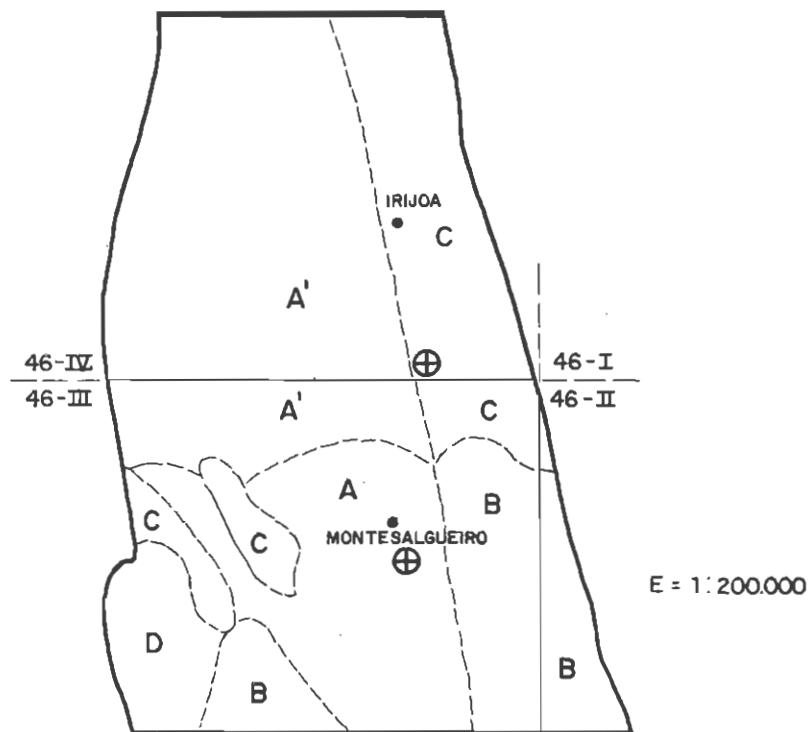 IRIJOA
C
A'
46-IV
46-I
46-III
46-II
A'
C
A
B
C
C
MONTESALGUEIRO
E = 1:200.000
D
B
B